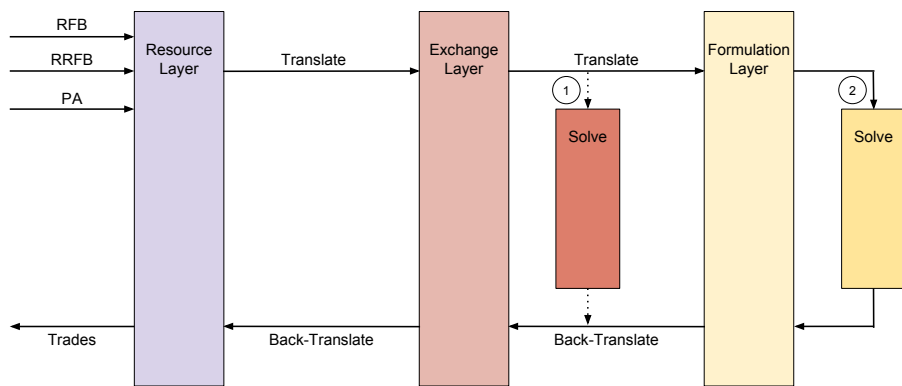 RFB
RRFB
PA
Resource
Layer
Translate
Exchange
Layer
Translate
1
Solve
Formulation
Layer
2
Solve
Trades
Back-Translate
Back-Translate